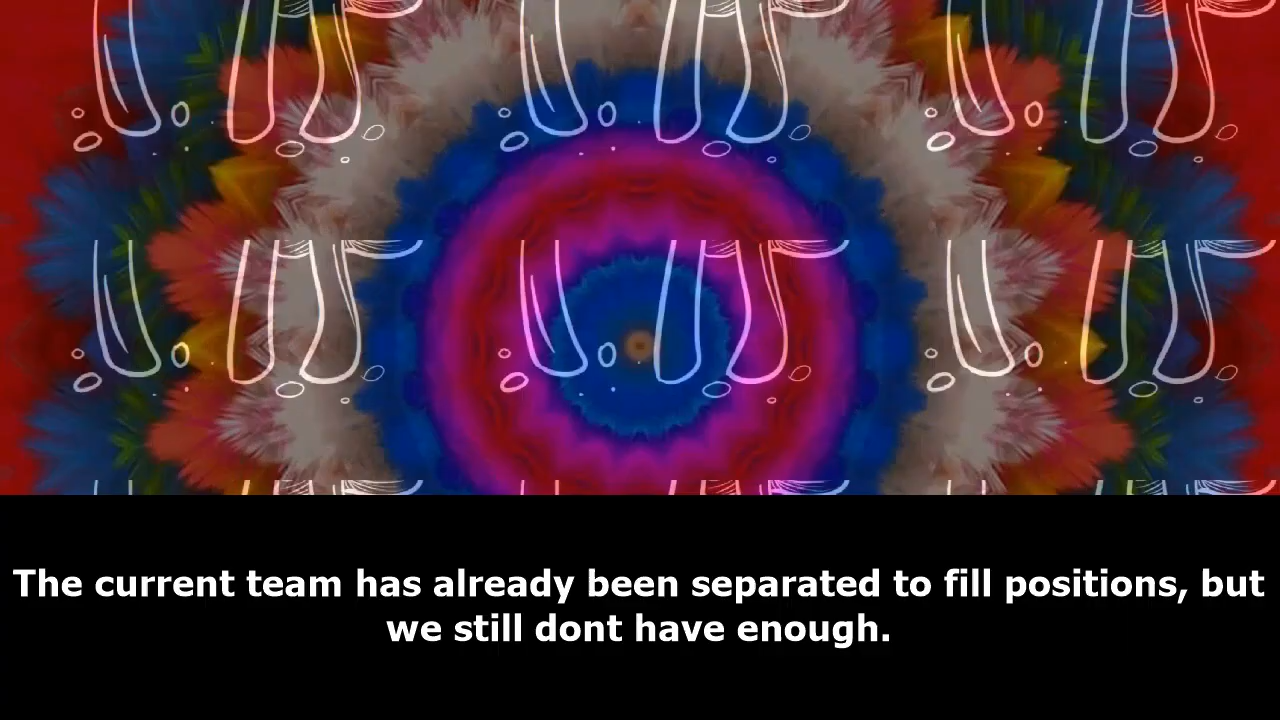 The current team has already been separated to fill positions, but
we still dont have enough.